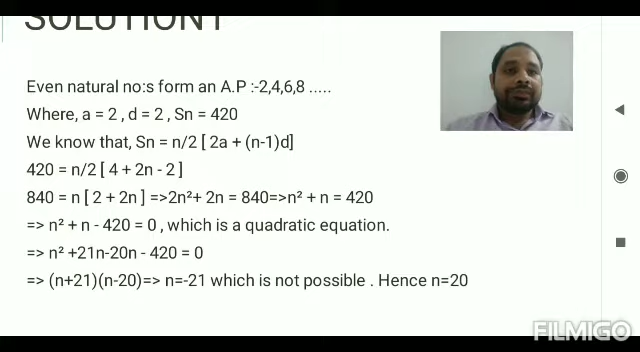 SOLUTION1
Even natural no:s form an A.P :-2,4,6,8 .....
Where, a = 2 , d = 2 , Sn = 420
We know that, Sn = n/2 [ 2a + (n-1)d]
420 = n/2 [ 4 + 2n - 2 ]
840 = n [ 2 + 2n ] =>2n²+ 2n = 840=>n² + n = 420
=> n² + n - 420 = 0 , which is a quadratic equation.
=> n² +21n-20n - 420 = 0
=> (n+21)(n-20)=> n=-21 which is not possible . Hence n=20
FILMIGO